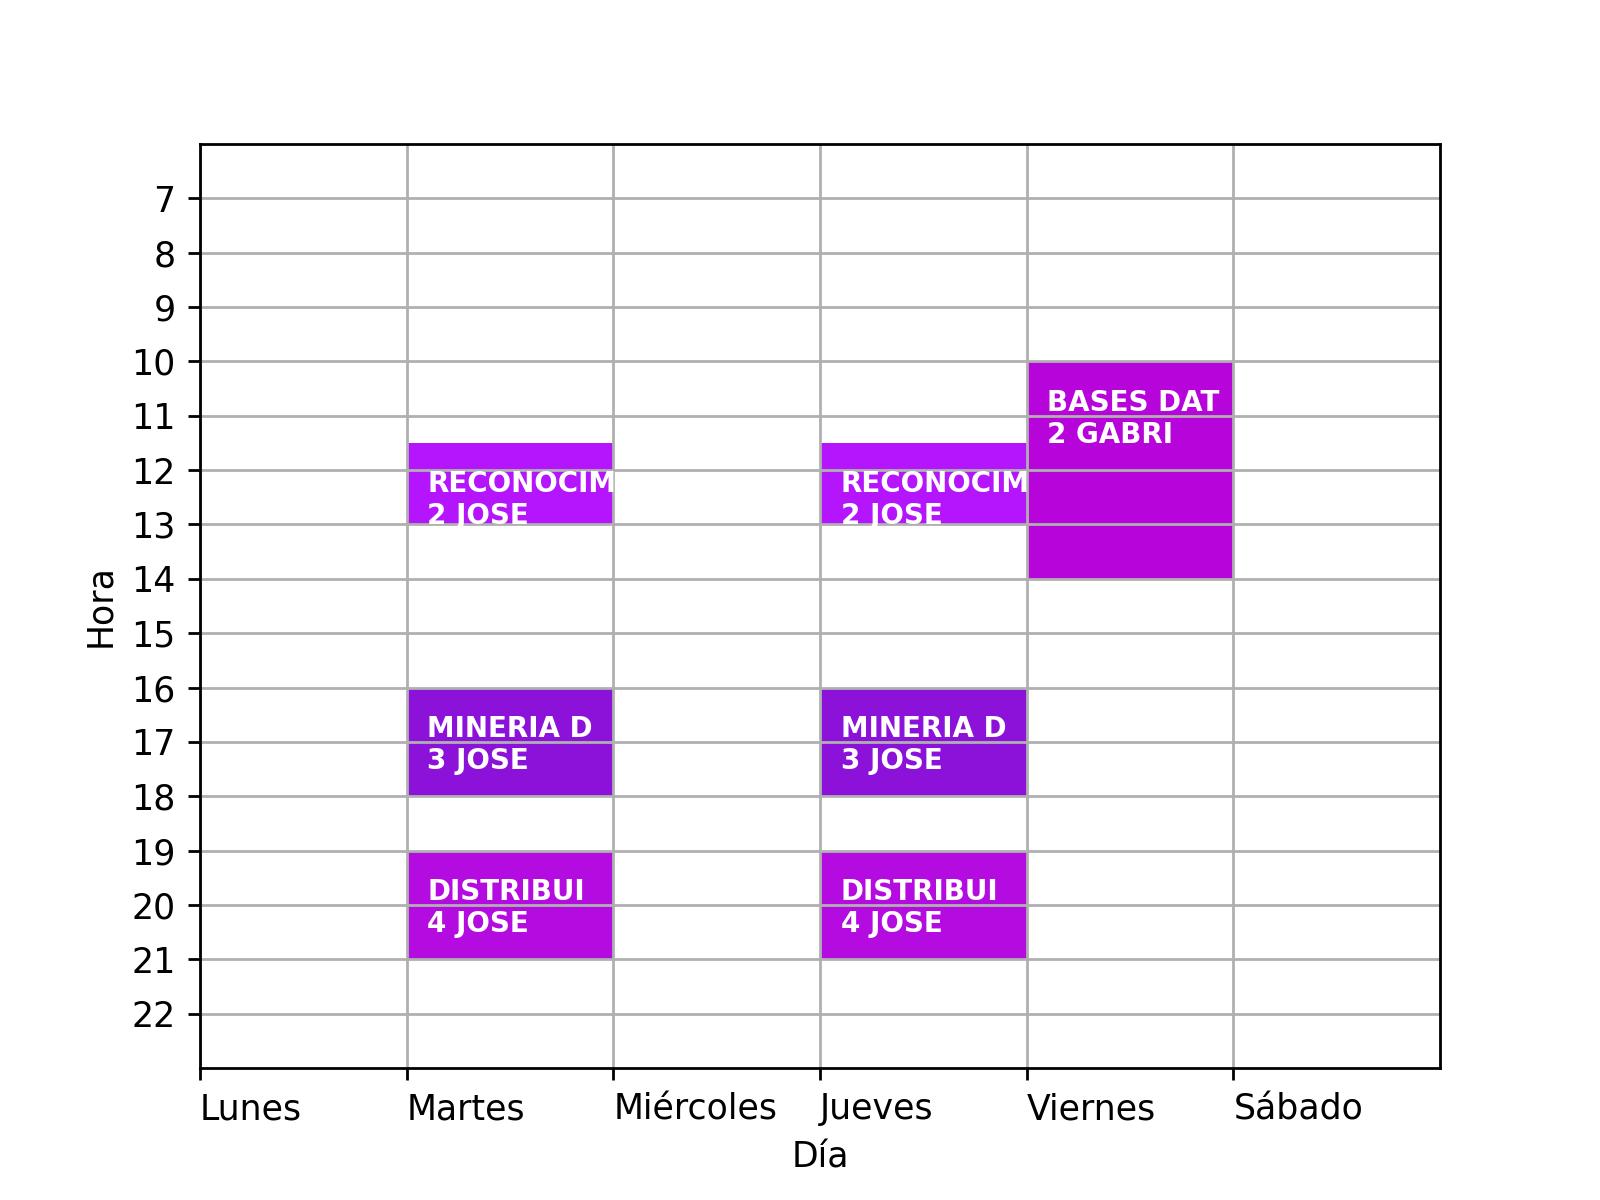 7
8
9
10
BASES DAT
11
2 GABRI
12
RECONOCIM
RECONOCIM
2 JOSE
2 JOSE
13
14
Hora
15
16
MINERIA D
MINERIA D
17
3 JOSE
3 JOSE
18
19
DISTRIBUI
DISTRIBUI
20
4 JOSE
4 JOSE
21
22
Lunes
Martes
Miércoles
Jueves
Viernes
Sábado
Día